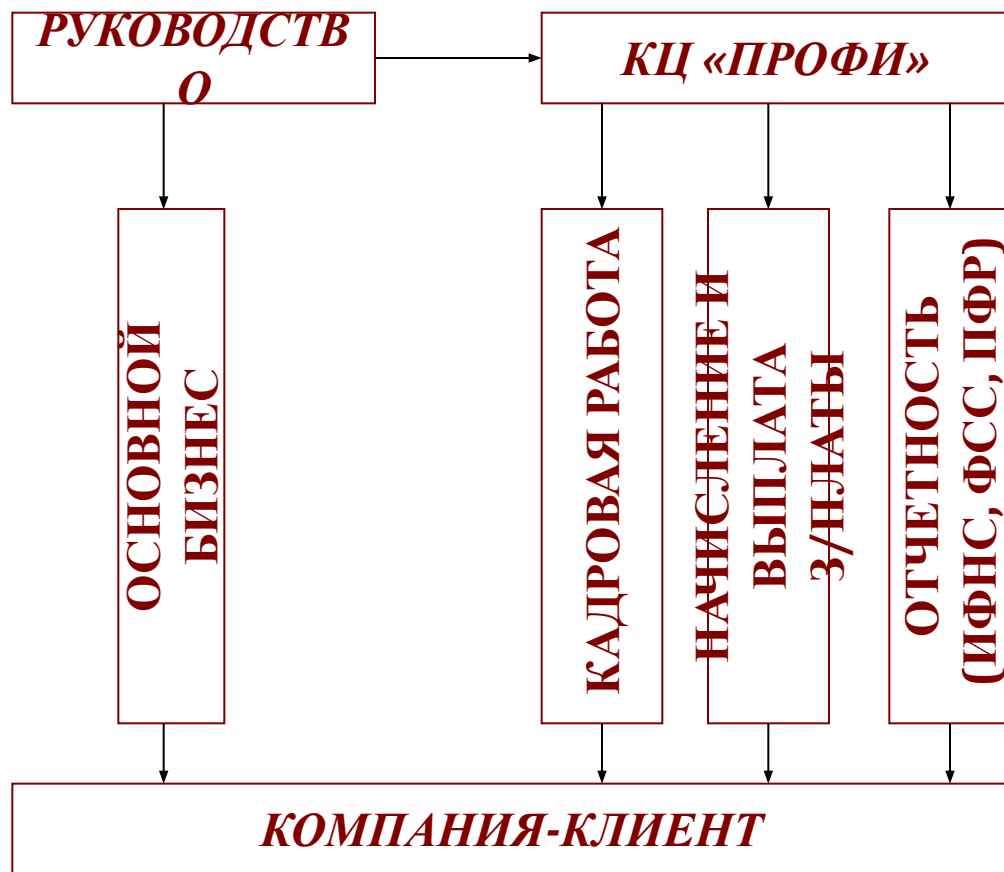 РУКОВОДСТВ
О
КЦ «ПРОФИ»
ОСНОВНОЙ
БИЗНЕС
КАДРОВАЯ РАБОТА
НАЧИСЛЕНИЕ И
ВЫПЛАТА
З/ПЛАТЫ
ОТЧЕТНОСТЬ
(ИФНС, ФСС, ПФР)
КОМПАНИЯ-КЛИЕНТ